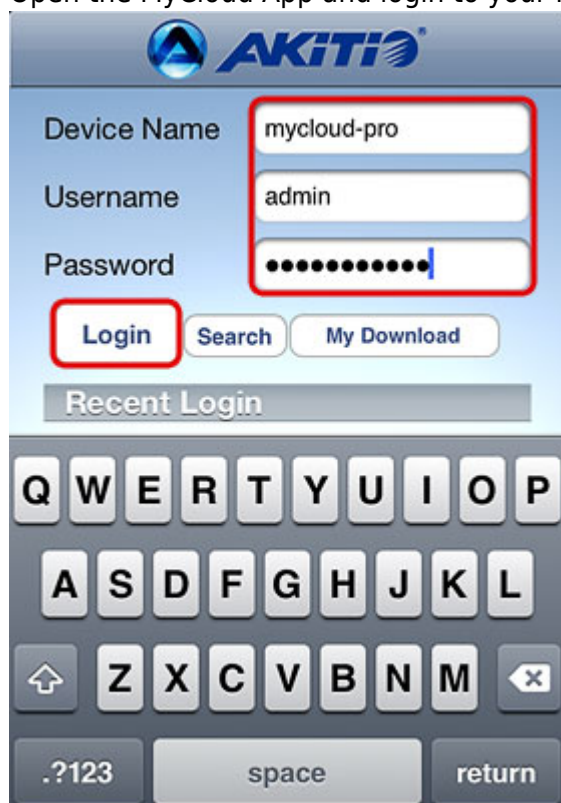 Open the MyCloud App and login to your
AKiTiO®
Device Name mycloud-pro
Username admin
Password •••••••••••
Login Search My Download
Recent Login
Q W E R T Y U I O P
A S D F G H J K L
Z X C V B N M
.?123 space return